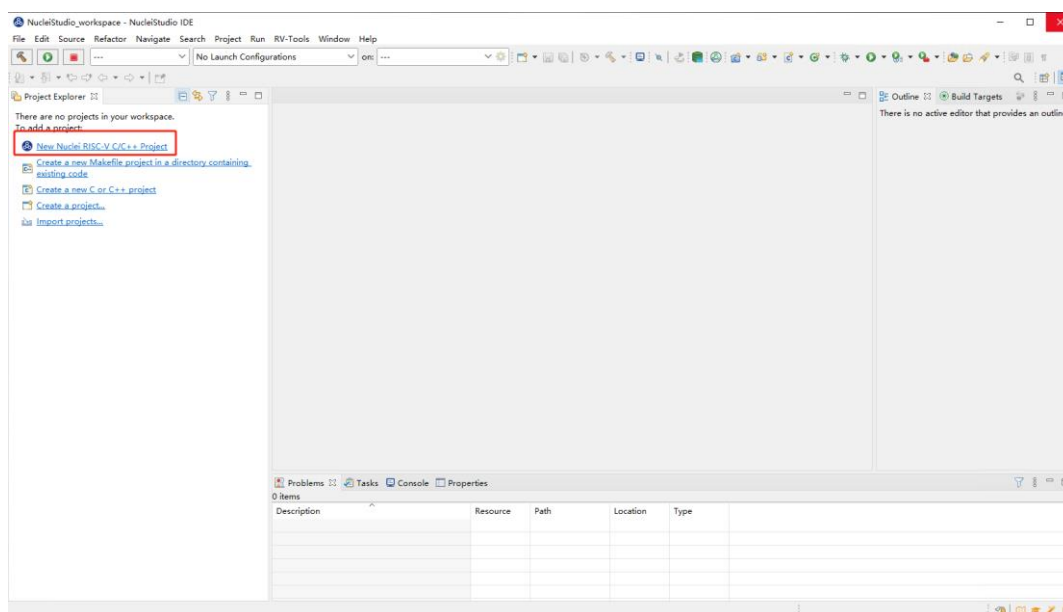 NucleiStudio_workspace - NucleiStudio IDE
File Edit Source Refactor Navigate Search Project Run RV-Tools Window Help
--- No Launch Configurations on: ---
Project Explorer Outline Build Targets
There are no projects in your workspace.
To add a project:
There is no active editor that provides an outlin
New Nuclei RISC-V C/C++ Project
Create a new Makefile project in a directory containing
existing code
Create a new C or C++ project
Create a project...
Import projects...
Problems Tasks Console Properties
0 items
Description Resource Path Location Type